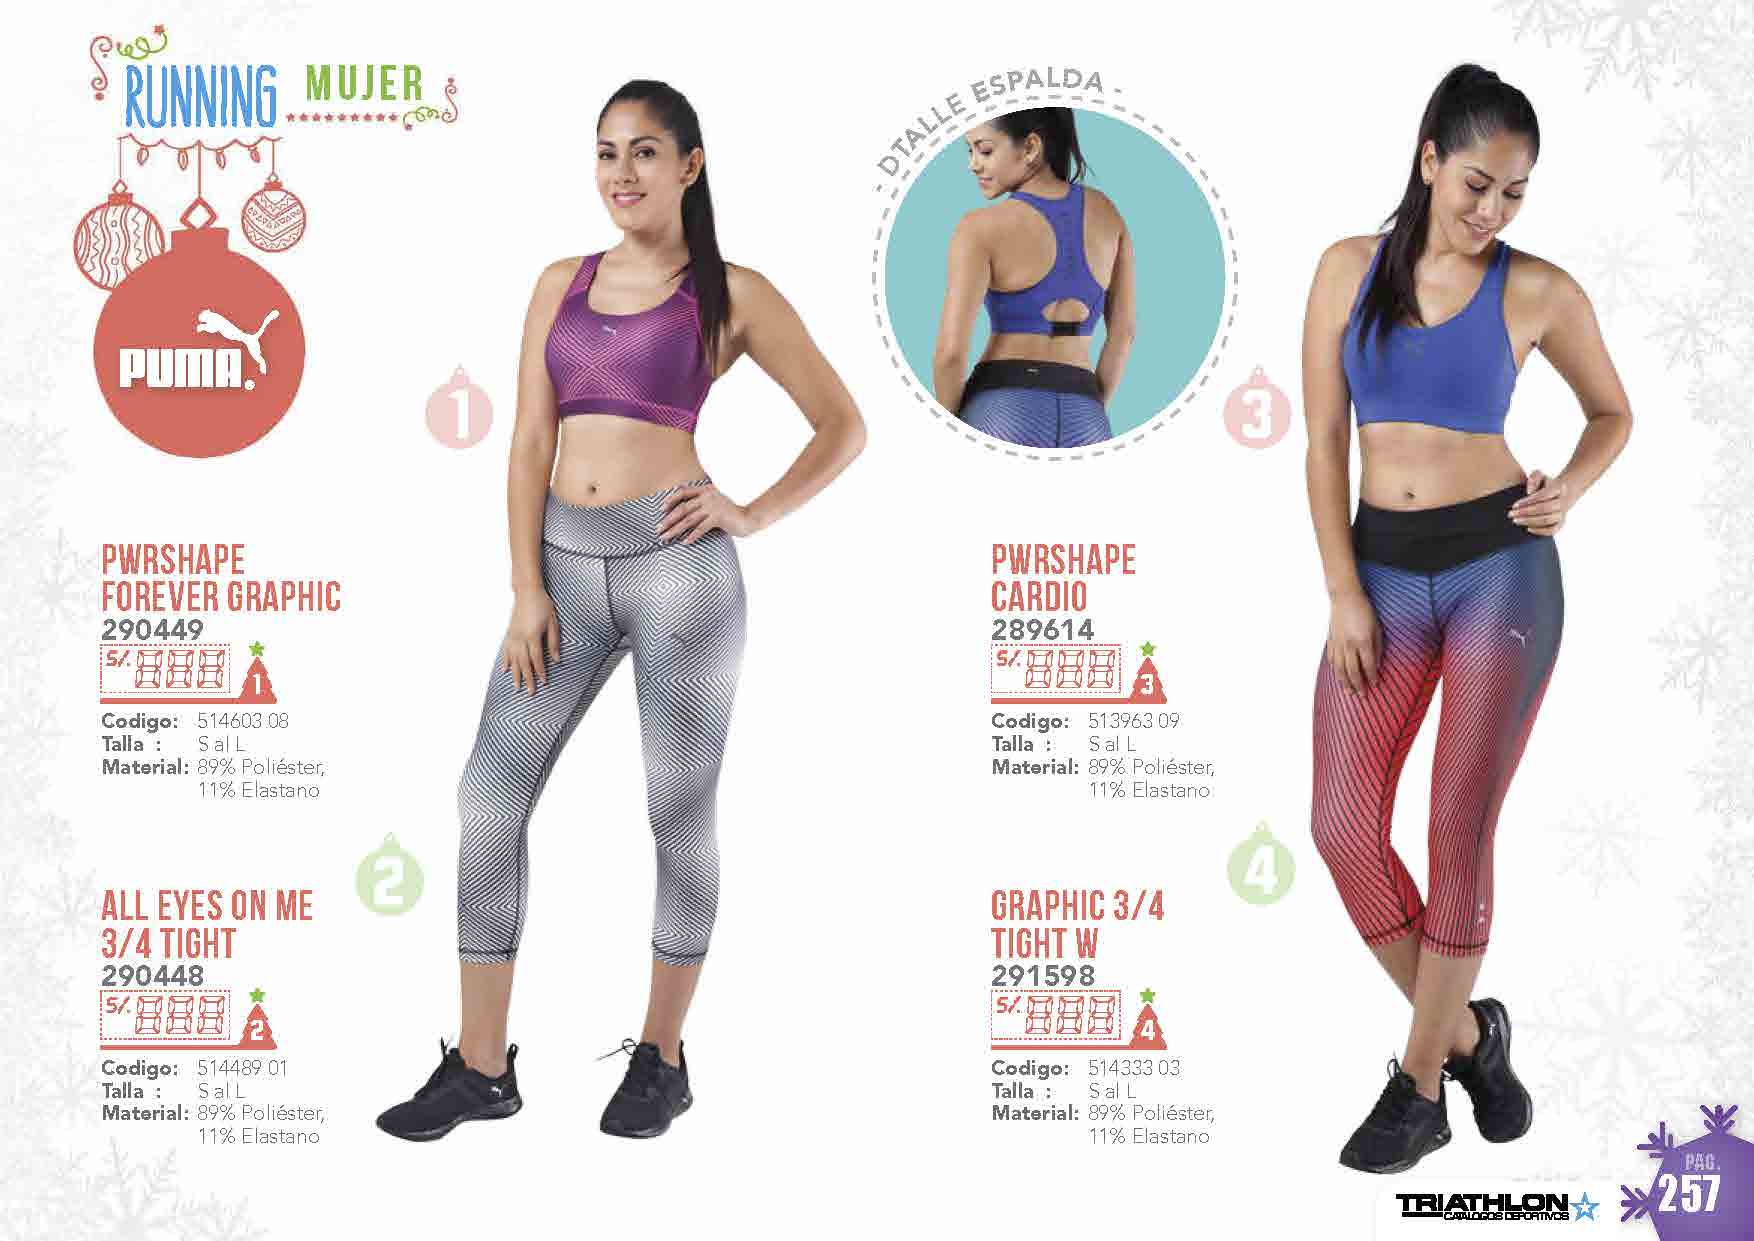 RUNNING MUJER
PUMA.
- DTALLE ESPALDA -
1
3
PWRSHAPE
FOREVER GRAPHIC
290449
S/. 888
1
Codigo: 514603 08
Talla : S al L
Material: 89% Poliéster,
11% Elastano
2
ALL EYES ON ME
3/4 TIGHT
290448
S/. 888
2
Codigo: 514489 01
Talla : S al L
Material: 89% Poliéster,
11% Elastano
PWRSHAPE
CARDIO
289614
S/. 888
3
Codigo: 513963 09
Talla : S al L
Material: 89% Poliéster,
11% Elastano
4
GRAPHIC 3/4
TIGHT W
291598
S/. 888
4
Codigo: 514333 03
Talla : S al L
Material: 89% Poliéster,
11% Elastano
TRIATHLON
CATALOGOS DEPORTIVOS
PAG.
257